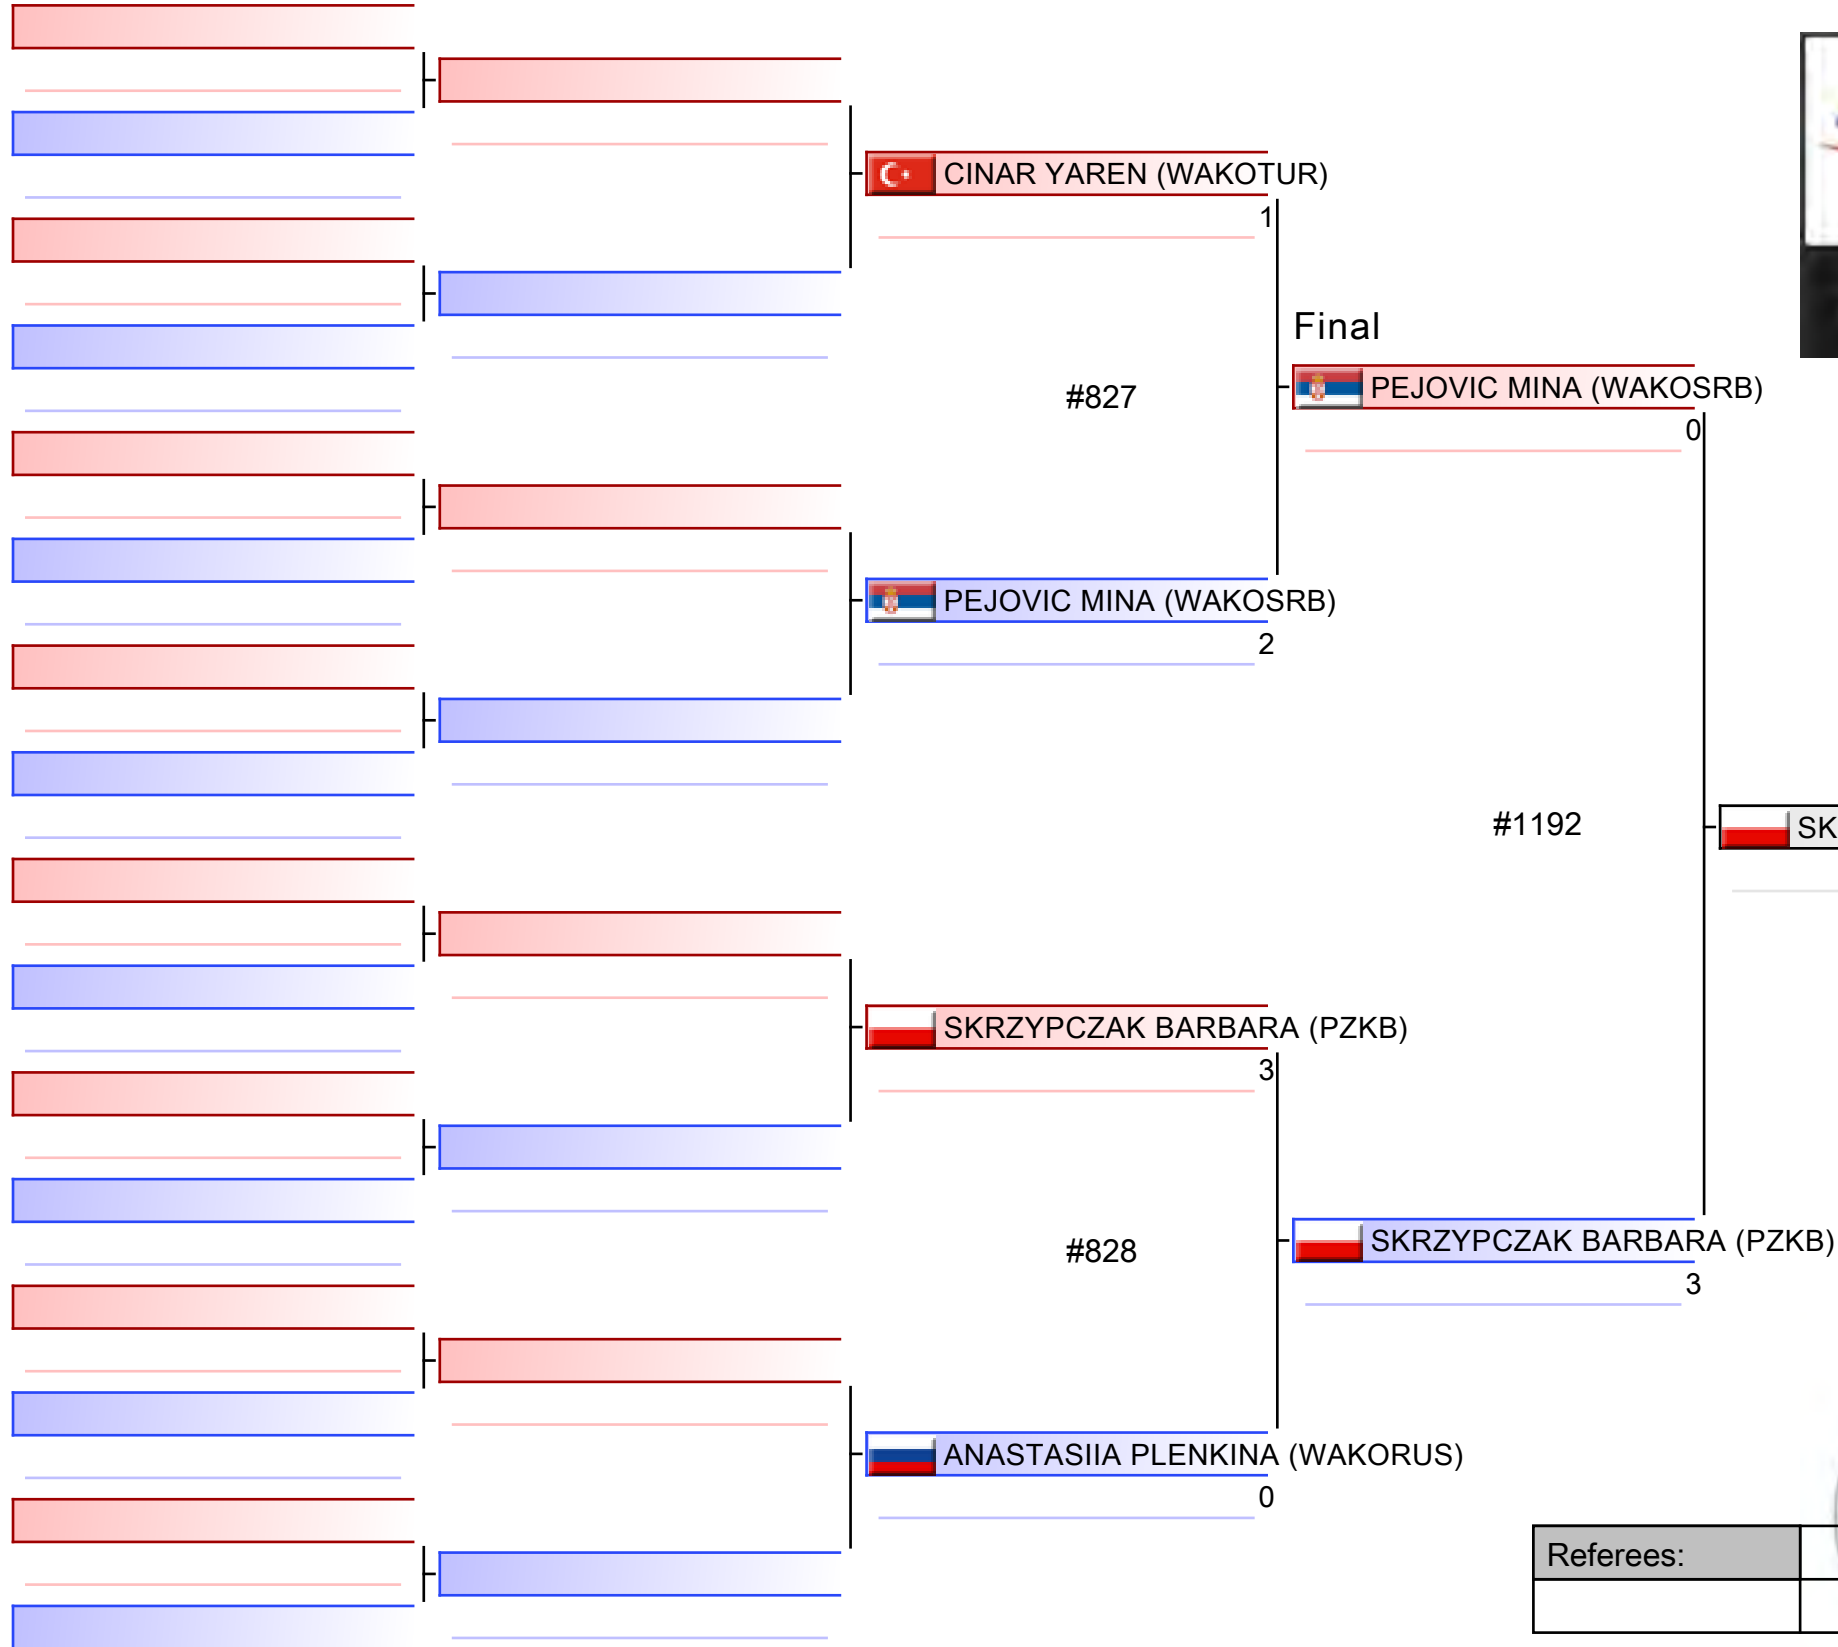 CINAR YAREN (WAKOTUR)
1
Final
#827
PEJOVIC MINA (WAKOSRB)
0
PEJOVIC MINA (WAKOSRB)
2
#1192
SK
SKRZYPCZAK BARBARA (PZKB)
3
#828
SKRZYPCZAK BARBARA (PZKB)
3
ANASTASIIA PLENKINA (WAKORUS)
0
Referees: